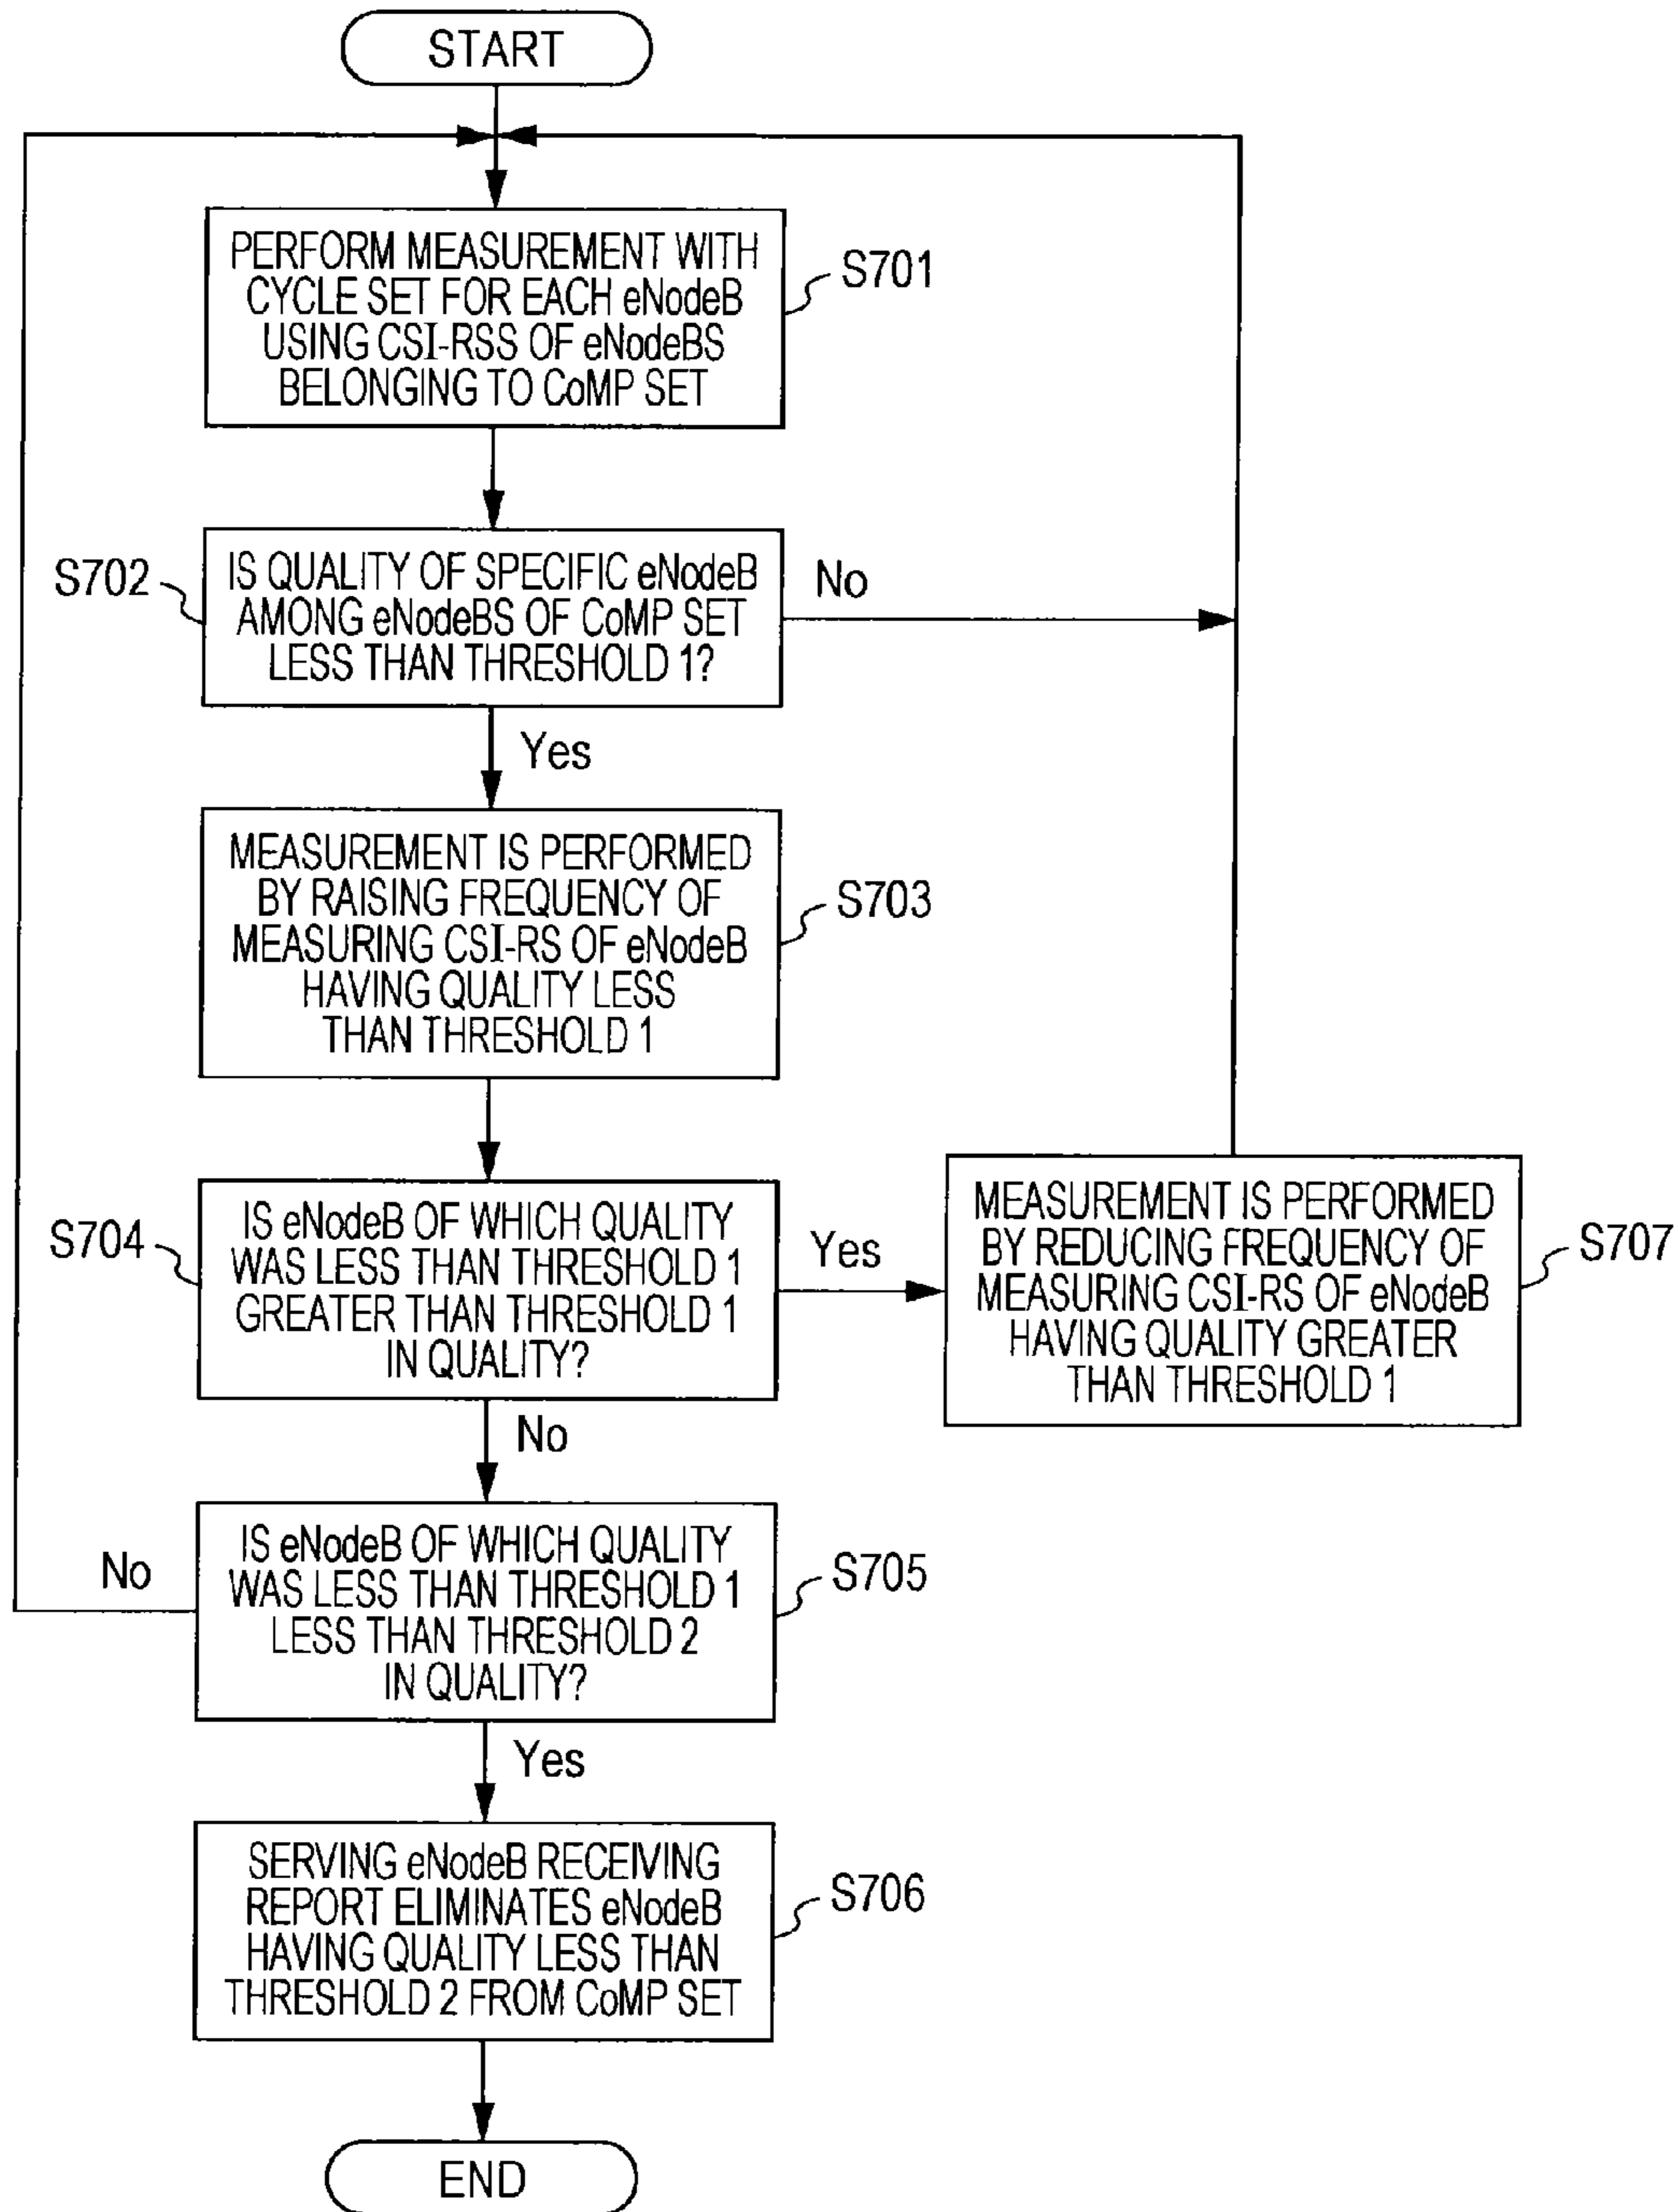 START
PERFORM MEASUREMENT WITH
CYCLE SET FOR EACH eNodeB
USING CSI-RSS OF eNodeBS
BELONGING TO CoMP SET
S701
S702
IS QUALITY OF SPECIFIC eNodeB
AMONG eNodeBS OF CoMP SET
LESS THAN THRESHOLD 1?
No
Yes
MEASUREMENT IS PERFORMED
BY RAISING FREQUENCY OF
MEASURING CSI-RS OF eNodeB
HAVING QUALITY LESS
THAN THRESHOLD 1
S703
S704
IS eNodeB OF WHICH QUALITY
WAS LESS THAN THRESHOLD 1
GREATER THAN THRESHOLD 1
IN QUALITY?
Yes
MEASUREMENT IS PERFORMED
BY REDUCING FREQUENCY OF
MEASURING CSI-RS OF eNodeB
HAVING QUALITY GREATER
THAN THRESHOLD 1
S707
No
No
IS eNodeB OF WHICH QUALITY
WAS LESS THAN THRESHOLD 1
LESS THAN THRESHOLD 2
IN QUALITY?
S705
Yes
SERVING eNodeB RECEIVING
REPORT ELIMINATES eNodeB
HAVING QUALITY LESS THAN
THRESHOLD 2 FROM CoMP SET
S706
END